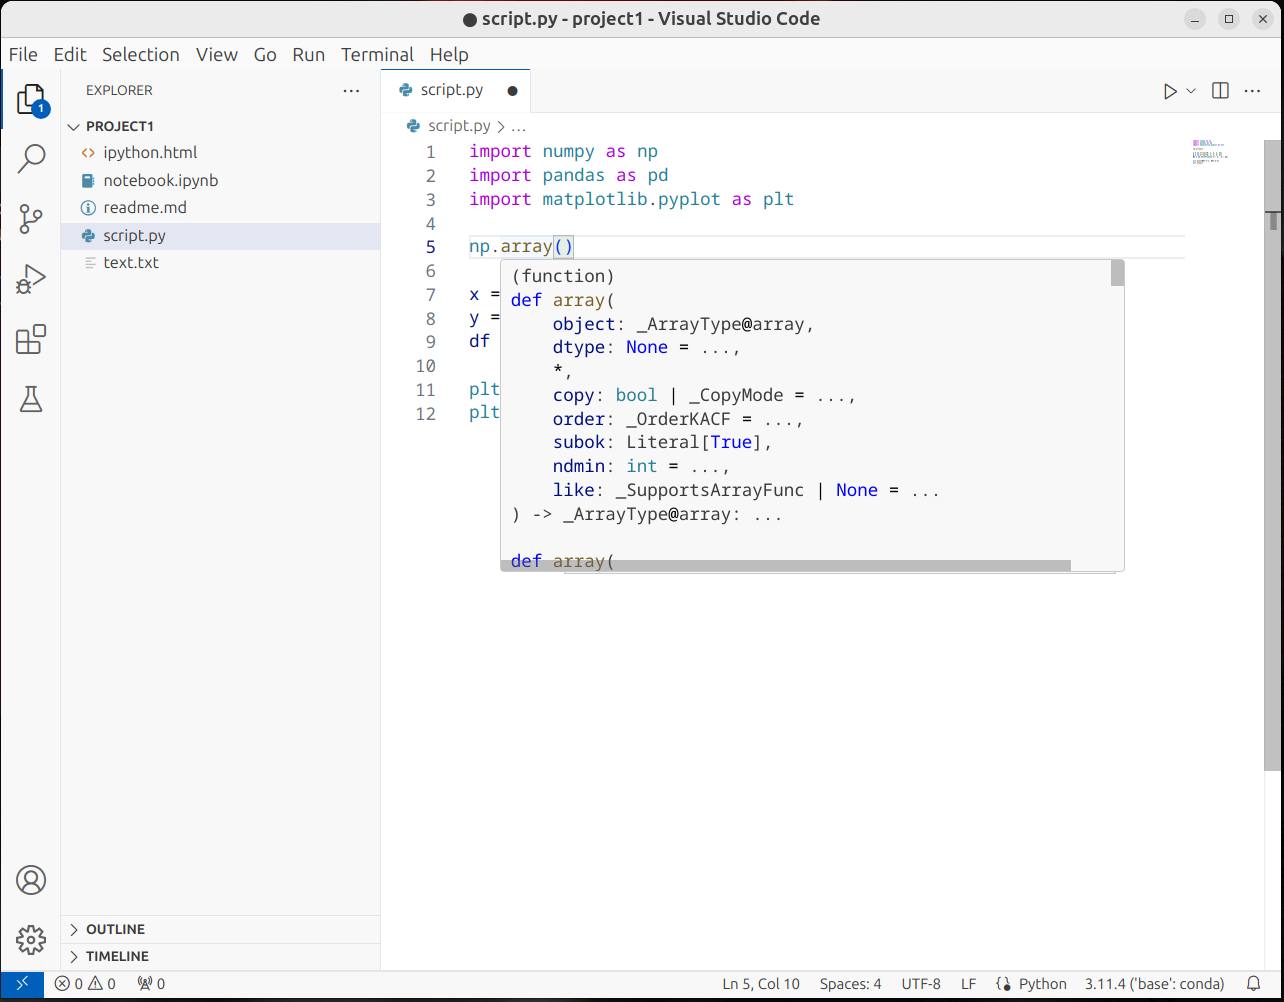 script.py - project1 - Visual Studio Code
File Edit Selection View Go Run Terminal Help
EXPLORER
PROJECT1
ipython.html
notebook.ipynb
readme.md
script.py
text.txt
OUTLINE
TIMELINE
1
script.py
script.py > ...
1 import numpy as np
2 import pandas as pd
3 import matplotlib.pyplot as plt
4
5 np.array()
6
7 x =
8 y =
9 df
10
11 plt
12 plt
(function)
def array(
object: _ArrayType@array,
dtype: None = ...,
*,
copy: bool | _CopyMode = ...,
order: _OrderKACF = ...,
subok: Literal[True],
ndmin: int = ...,
like: _SupportsArrayFunc | None = ...
) -> _ArrayType@array: ...
def array(
0 0 0 Ln 5, Col 10 Spaces: 4 UTF-8 LF Python 3.11.4 ('base': conda)